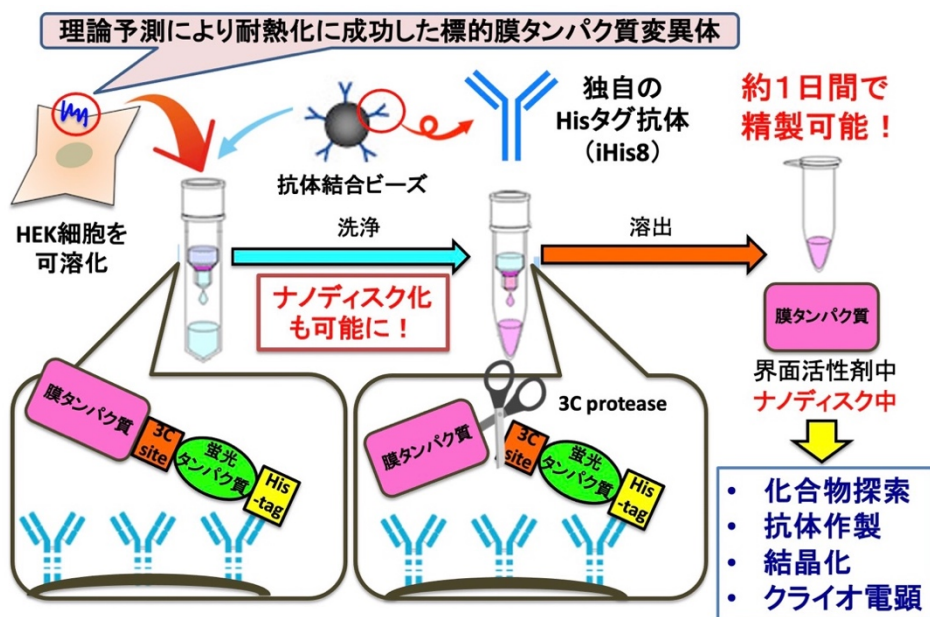 理論予測により耐熱化に成功した標的膜タンパク質変異体
HEK細胞を
可溶化
抗体結合ビーズ
独自の
Hisタグ抗体
（iHis8）
約１日間で
精製可能！
洗浄
溶出
ナノディスク化
も可能に！
膜タンパク質
界面活性剤中
ナノディスク中
膜タンパク質
3C
site
蛍光
タンパク質
His
-tag
3C protease
膜タンパク質
3C
site
蛍光
タンパク質
His
-tag
• 化合物探索
• 抗体作製
• 結晶化
• クライオ電顕